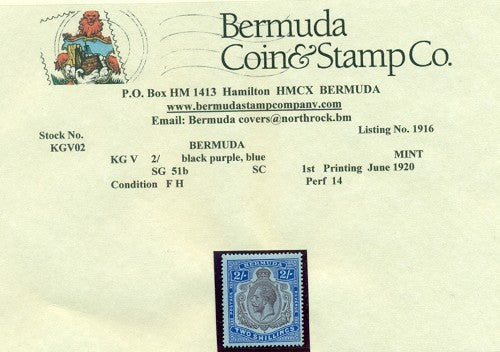 Bermuda
Coin & Stamp Co.
P.O. Box HM 1413 Hamilton HMCX BERMUDA
www.bermudastampcompany.com
Email: Bermuda covers@northrock.bm
Stock No. Listing No. 1916
KGV02 BERMUDA
KG V 2/ black purple, blue MINT
SG 51b SC 1st Printing June 1920
Condition F H Perf 14
BERMUDA
2/- 2/-
POSTAGE REVENUE
TWO SHILLINGS